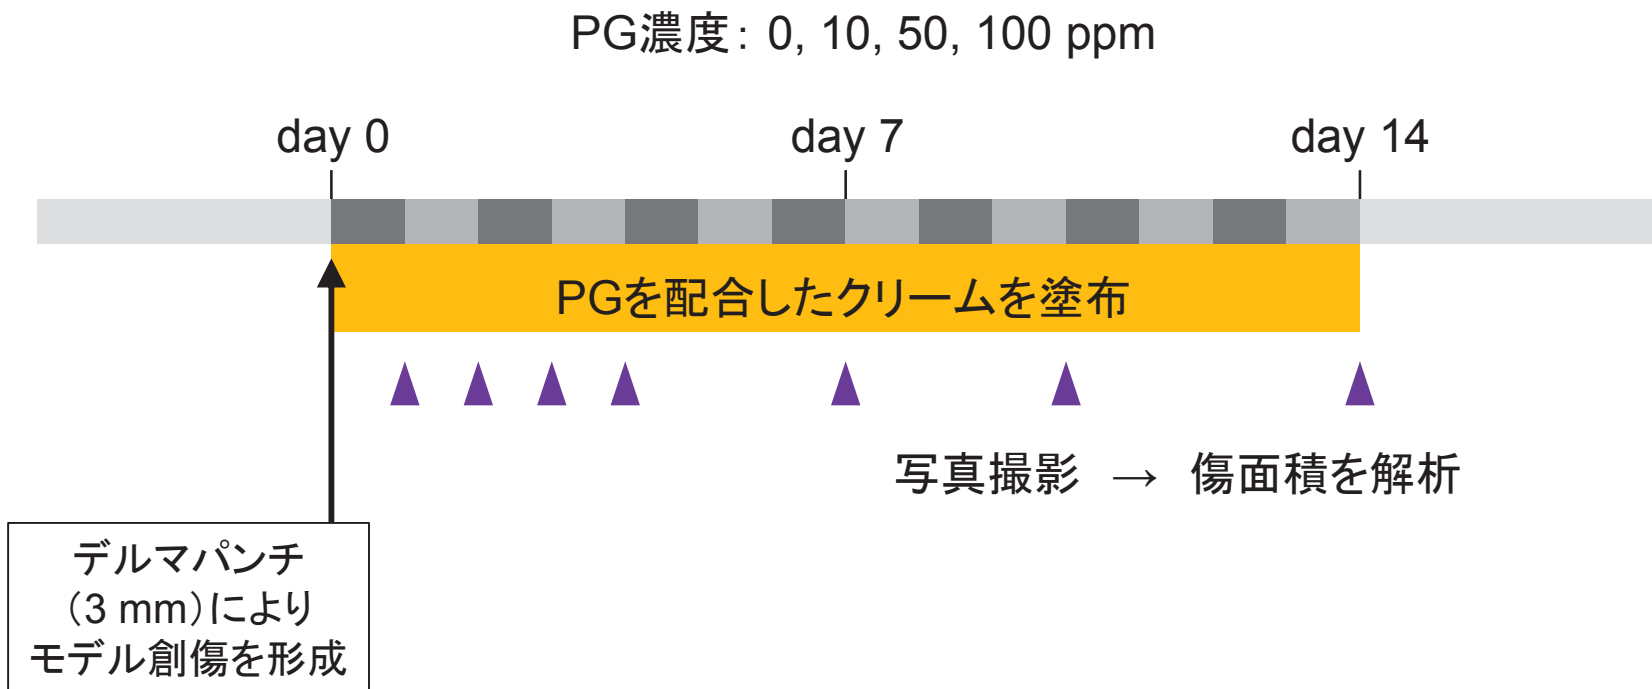 PG濃度：0, 10, 50, 100 ppm
day 0
day 7
day 14
PGを配合したクリームを塗布
写真撮影 → 傷面積を解析
デルマパンチ
（3 mm）により
モデル創傷を形成